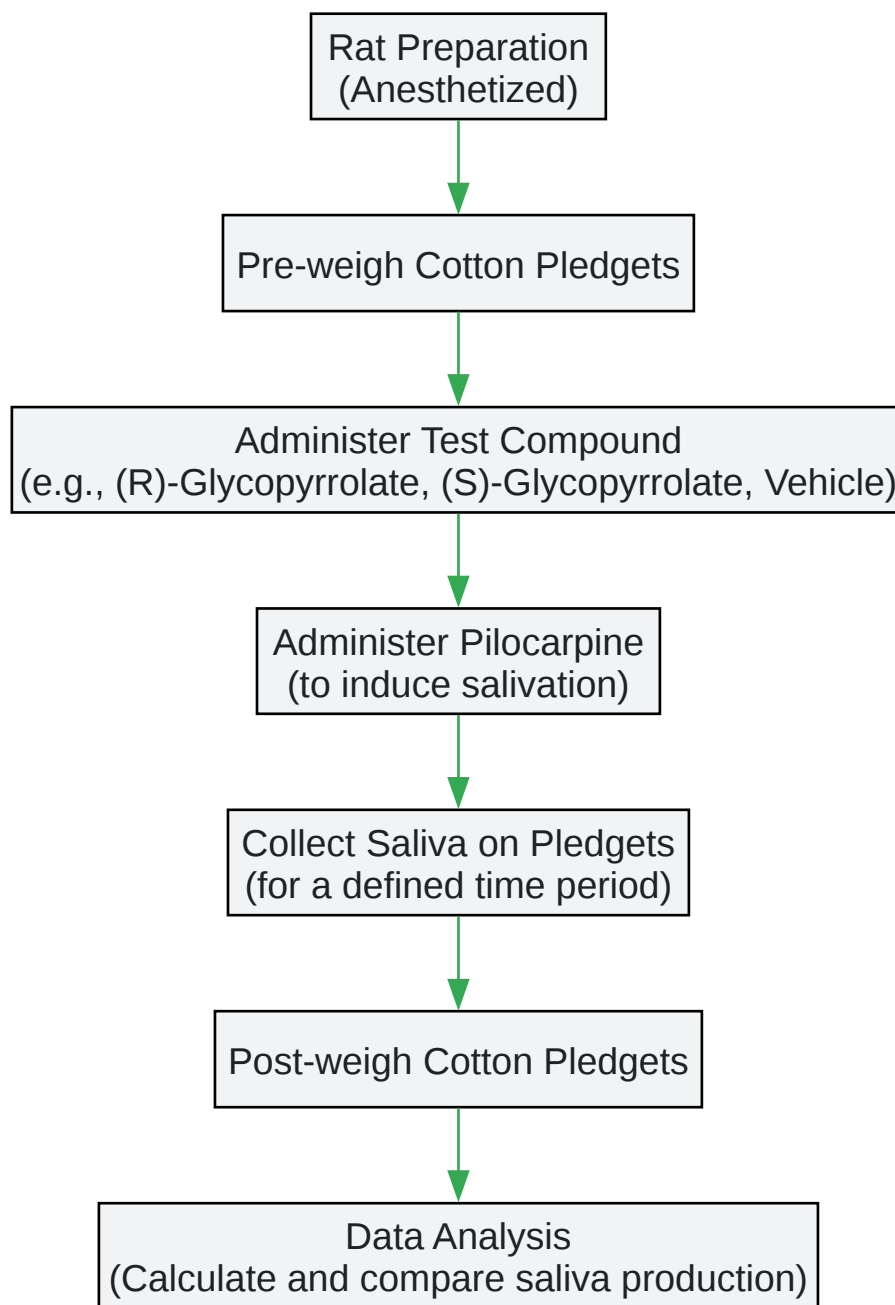 Rat Preparation
(Anesthetized)
Pre-weigh Cotton Pledgets
Administer Test Compound
(e.g., (R)-Glycopyrrolate, (S)-Glycopyrrolate, Vehicle)
Administer Pilocarpine
(to induce salivation)
Collect Saliva on Pledgets
(for a defined time period)
Post-weigh Cotton Pledgets
Data Analysis
(Calculate and compare saliva production)